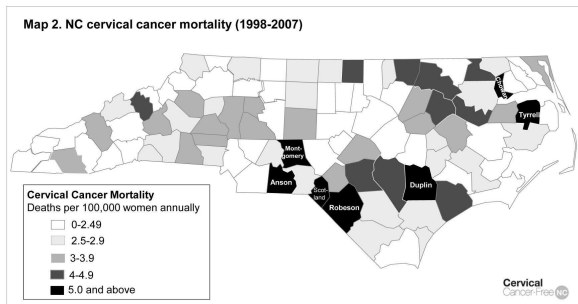 Map 2. NC cervical cancer mortality (1998-2007)
Chowan
Tyrrell
Mont-
gomery
Anson
Scot-
land
Duplin
Robeson
Cervical Cancer Mortality
Deaths per 100,000 women annually
0-2.49
2.5-2.9
3-3.9
4-4.9
5.0 and above
Cervical
Cancer-Free NC